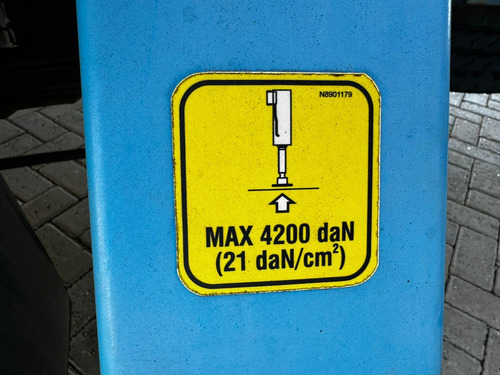 N8901179
MAX 4200 daN
(21 daN/cm²)